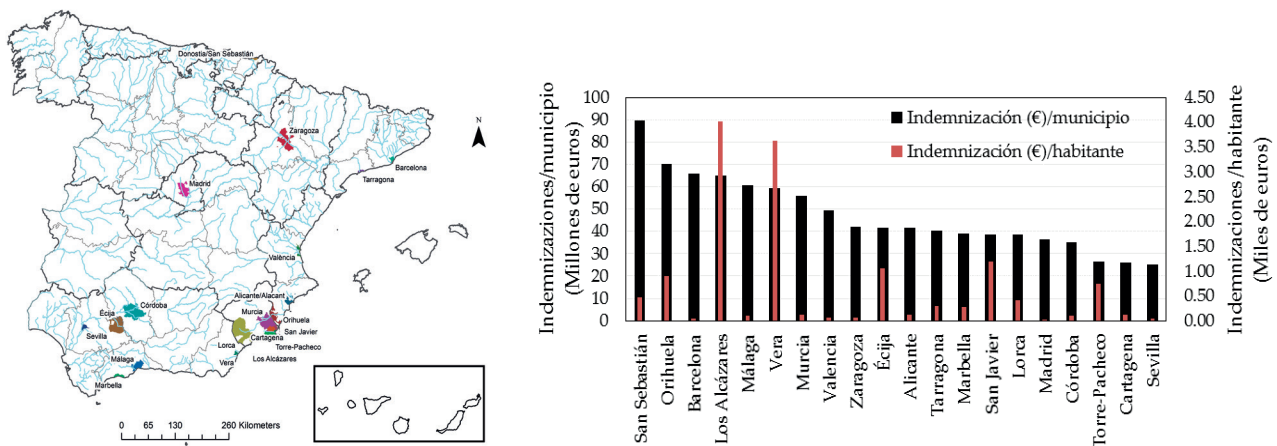 Donostia/San Sebastián
Zaragoza
N
Barcelona
Tarragona
Madrid
València
Alicante/Alacant
Córdoba
Écija
Murcia
Orihuela
San Javier
Sevilla
Cartagena
Lorca
Torre-Pacheco
Málaga
Vera
Los Alcázares
Marbella
0 65 130 260 Kilometers
Indemnizaziones/municipio
(Millones de euros)
100
90
80
70
60
50
40
30
20
10
0
Indemnización (€)/municipio
Indemnización (€)/habitante
4.50
4.00
3.50
3.00
2.50
2.00
1.50
1.00
0.50
0.00
Indemnizaciones /habitante
(Miles de euros)
San Sebastián
Orihuela
Barcelona
Los Alcázares
Málaga
Vera
Murcia
Valencia
Zaragoza
Écija
Alicante
Tarragona
Marbella
San Javier
Lorca
Madrid
Córdoba
Torre-Pacheco
Cartagena
Sevilla